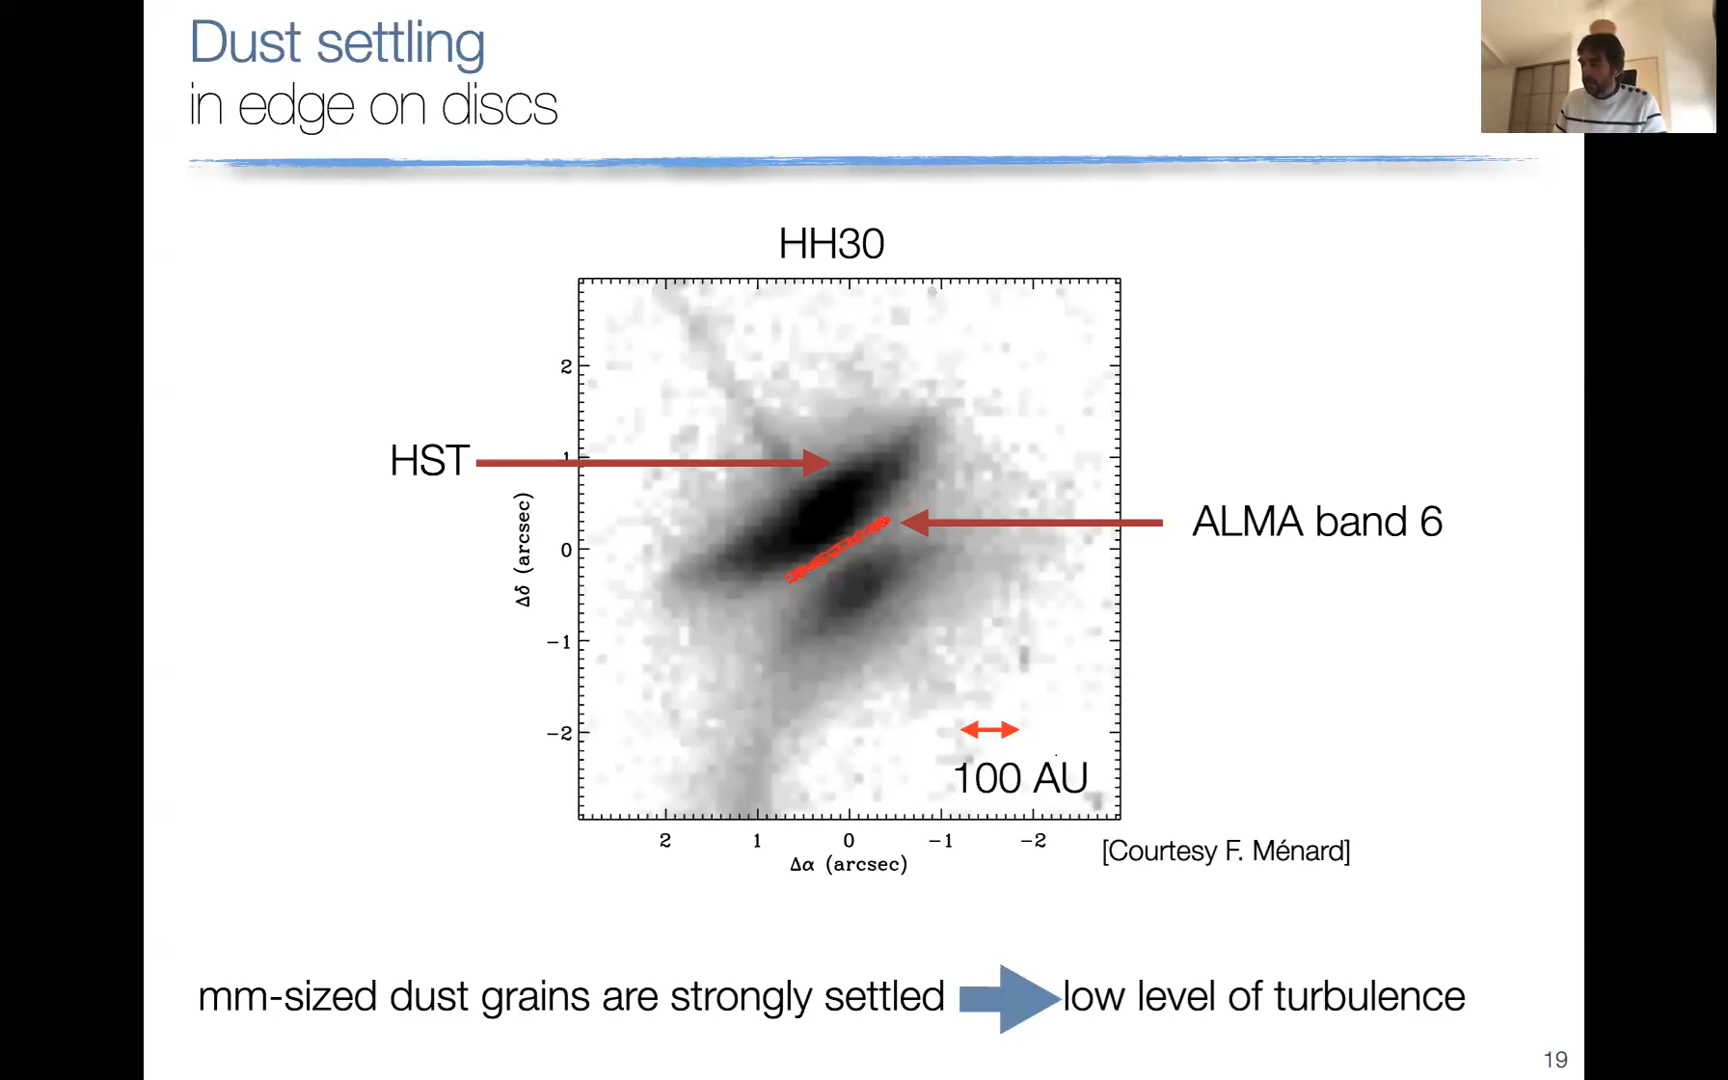 Dust settling
in edge on discs
HH30
HST
ALMA band 6
2
1
0
−1
−2
Δδ (arcsec)
100 AU
2 1 0 −1 −2
Δα (arcsec)
[Courtesy F. Ménard]
mm-sized dust grains are strongly settled low level of turbulence
19